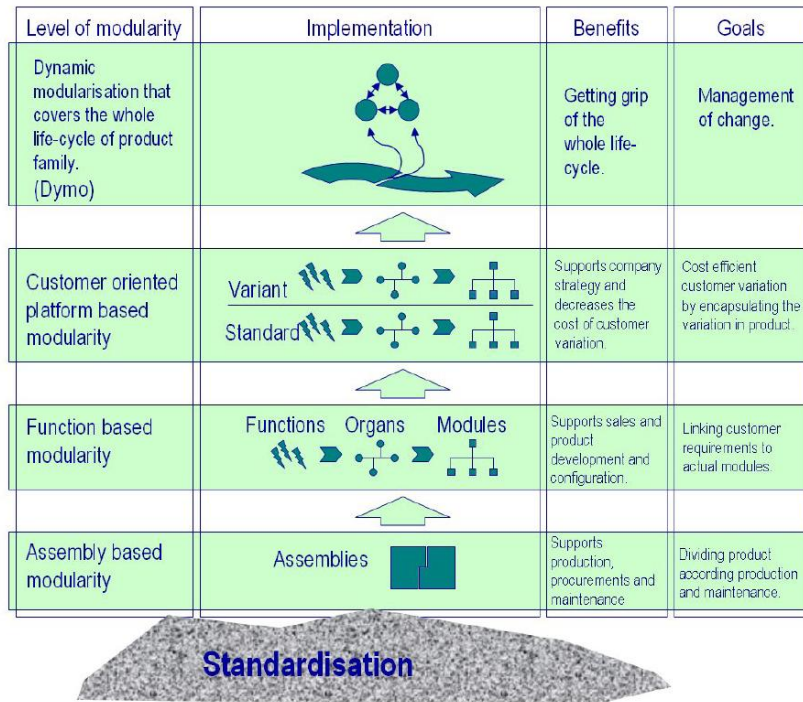 Level of modularity
Implementation
Benefits
Goals
Dynamic
modularisation that
covers the whole
life-cycle of product
family.
(Dymo)
Getting grip
of the
whole life-
cycle.
Management
of change.
Customer oriented
platform based
modularity
Variant
Standard
Supports company
strategy and
decreases the
cost of customer
variation.
Cost efficient
customer variation
by encapsulating the
variation in product.
Function based
modularity
Functions Organs Modules
Supports sales and
product
development and
configuration.
Linking customer
requirements to
actual modules.
Assembly based
modularity
Assemblies
Supports
production,
procurements and
maintenance
Dividing product
according production
and maintenance.
Standardisation